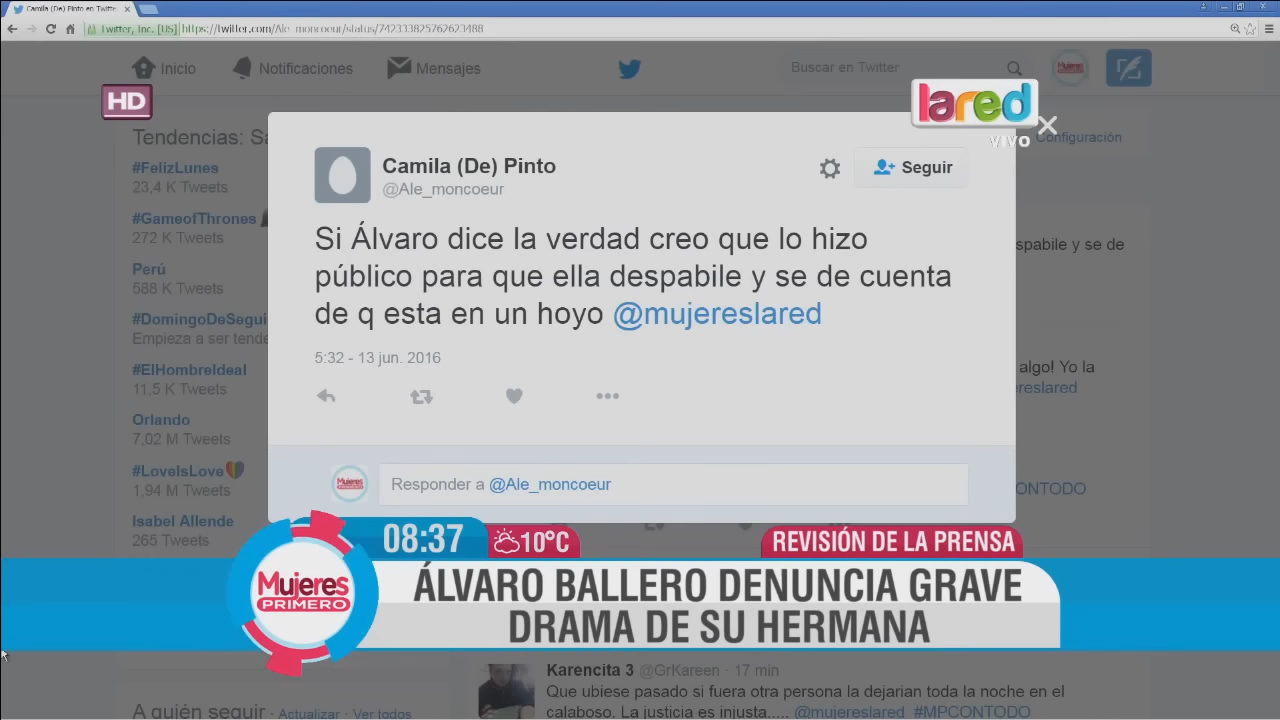 Camila (De) Pinto en Twitter
Twitter, Inc. [US] https://twitter.com/Ale_moncoeur/status/742333825762623488
Inicio
Notificaciones
Mensajes
Buscar en Twitter
HD
lared
VIVO
Configuración
Tendencias:
#FelizLunes
23,4 K Tweets
#GameofThrones
272 K Tweets
Perú
588 K Tweets
#DomingoDeSegui
Empieza a ser tende
#ElHombreIdeal
11,5 K Tweets
Orlando
7,02 M Tweets
#LoveIsLove
1,94 M Tweets
Isabel Allende
265 Tweets
Camila (De) Pinto
@Ale_moncoeur
Seguir
Si Álvaro dice la verdad creo que lo hizo
público para que ella despabile y se de cuenta
de q esta en un hoyo @mujereslared
5:32 - 13 jun. 2016
Mujeres
Responder a @Ale_moncoeur
spabile y se de
algo! Yo la
ereslared
ONTODO
08:37
10°C
REVISIÓN DE LA PRENSA
Mujeres
PRIMERO
ÁLVARO BALLERO DENUNCIA GRAVE
DRAMA DE SU HERMANA
A quién seguir · Actualizar · Ver todos
Karencita 3 @GrKareen · 17 min
Que ubiese pasado si fuera otra persona la dejarian toda la noche en el
calaboso. La justicia es injusta..... @mujereslared #MPCONTODO